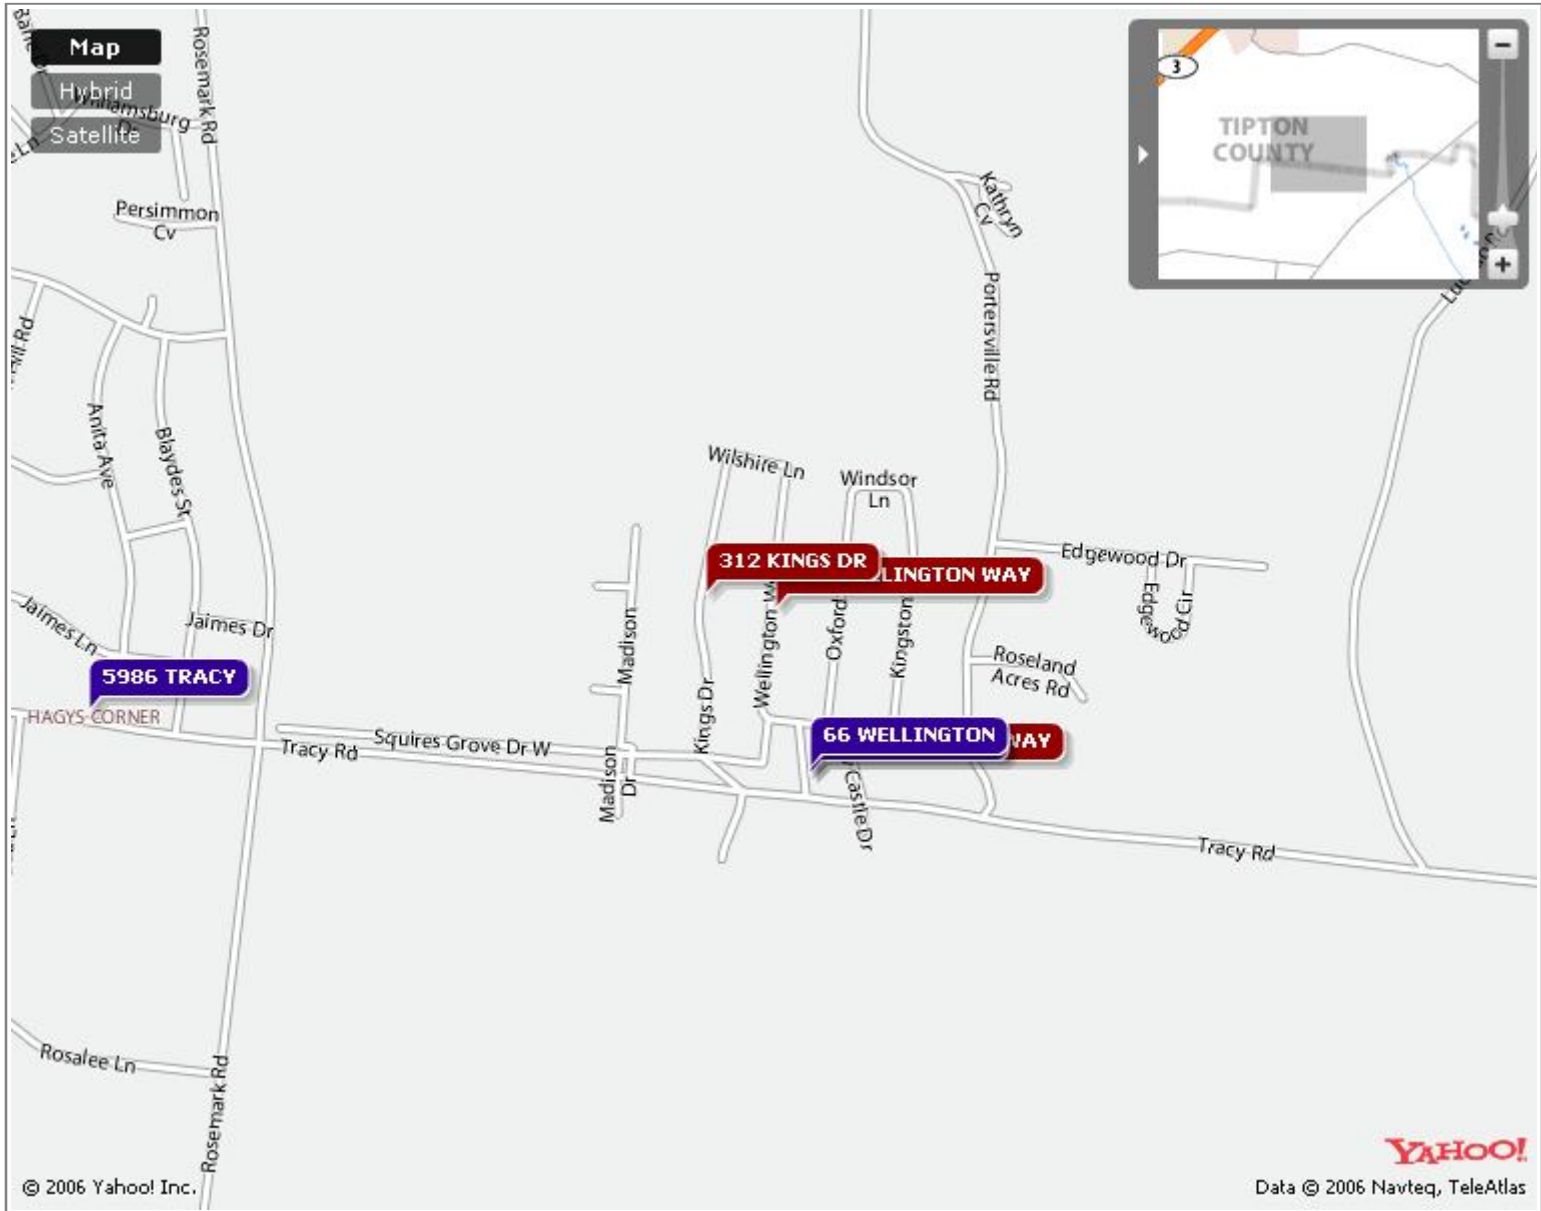 Map
Hybrid
Satellite
Williamsburg
Dr
Rosemark Rd
Persimmon
Cv
Kathryn
Cv
3
TIPTON
COUNTY
Portersville Rd
Anita Ave
Blaydes St
Wilshire Ln
Windsor
Ln
312 KINGS DR
LINGTON WAY
Edgewood Dr
Edgewood Cir
Jaimes Ln
Jaimes Dr
Madison
Kings Dr
Wellington W
Oxford
Kingston
Roseland
Acres Rd
5986 TRACY
HAGYS CORNER
66 WELLINGTON
WAY
Squires Grove Dr W
Tracy Rd
Madison
Dr
Castle Dr
Tracy Rd
Rosalee Ln
Rosemark Rd
YAHOO!
© 2006 Yahoo! Inc.
Data © 2006 Navteq, TeleAtlas